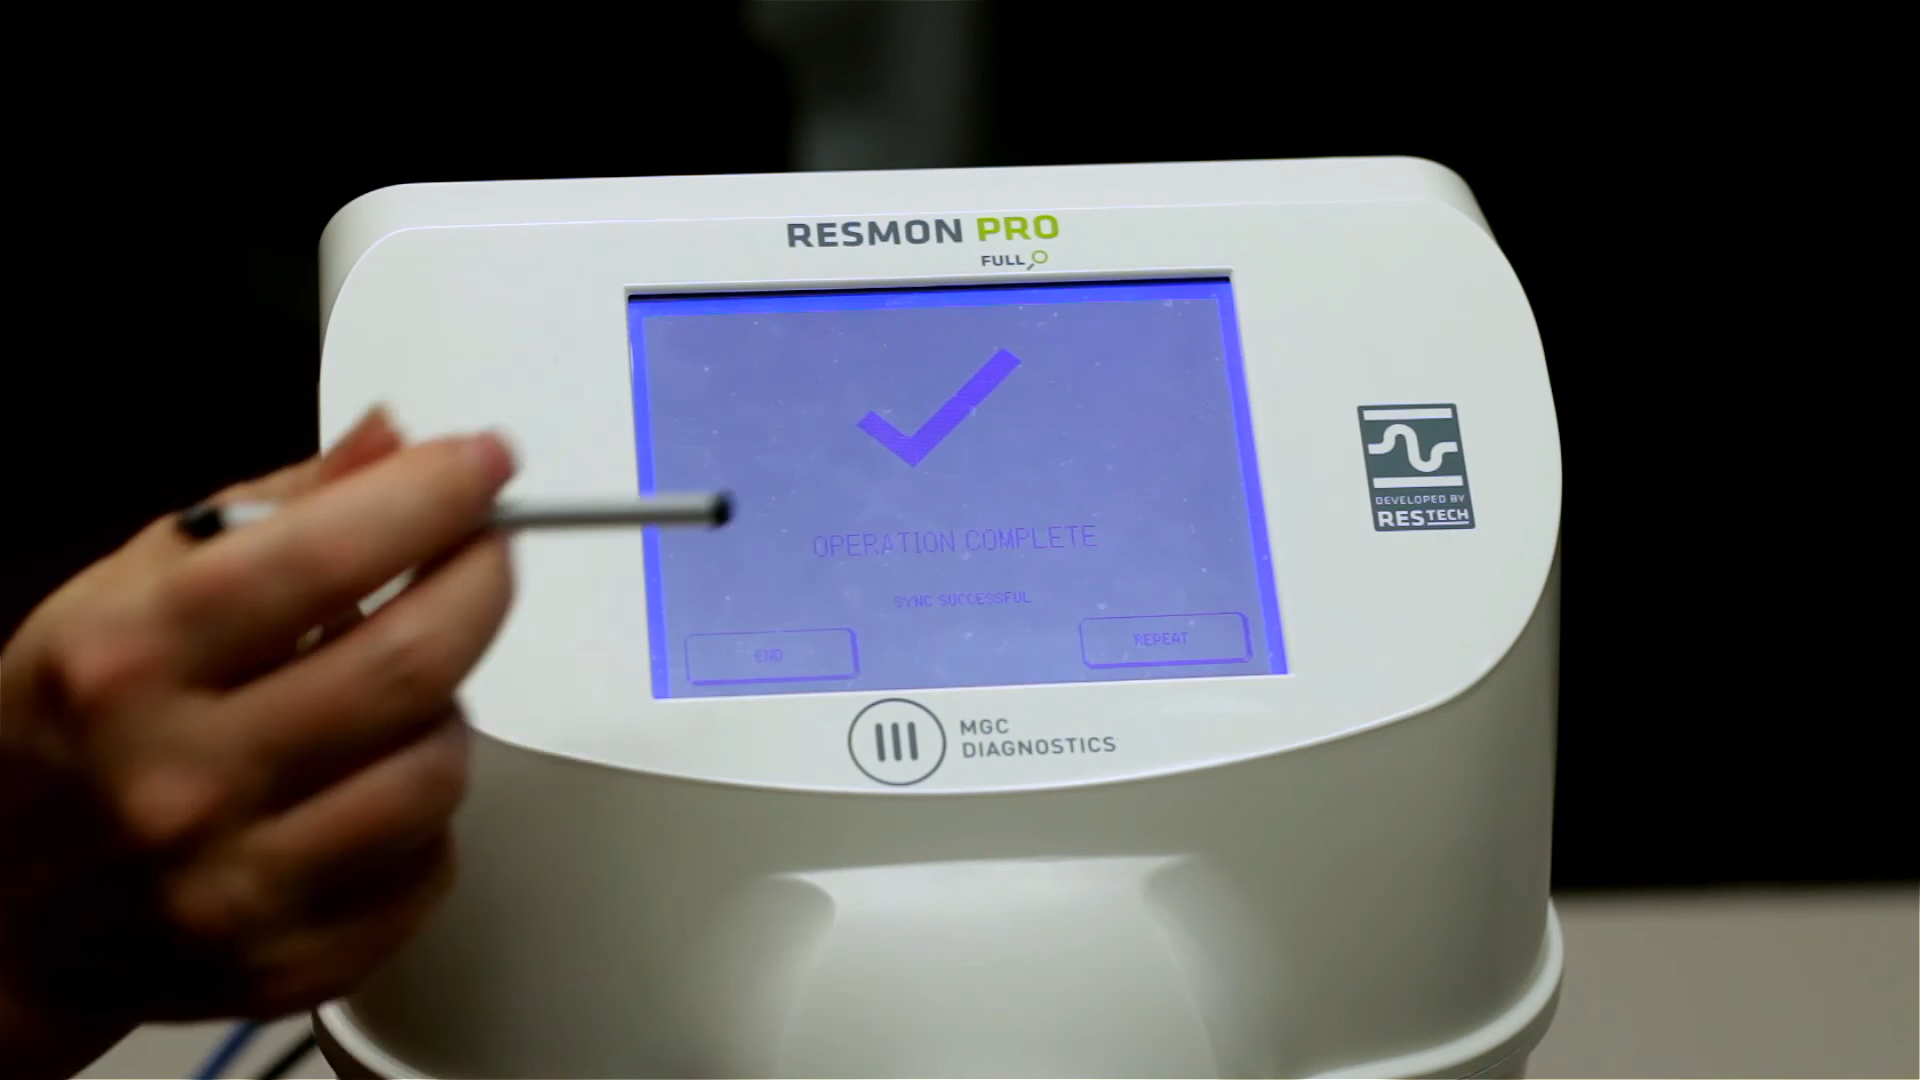 RESMON PRO
FULL
OPERATION COMPLETE
SYNC SUCCESSFUL
END
REPEAT
DEVELOPED BY
RESTECH
MGC
DIAGNOSTICS